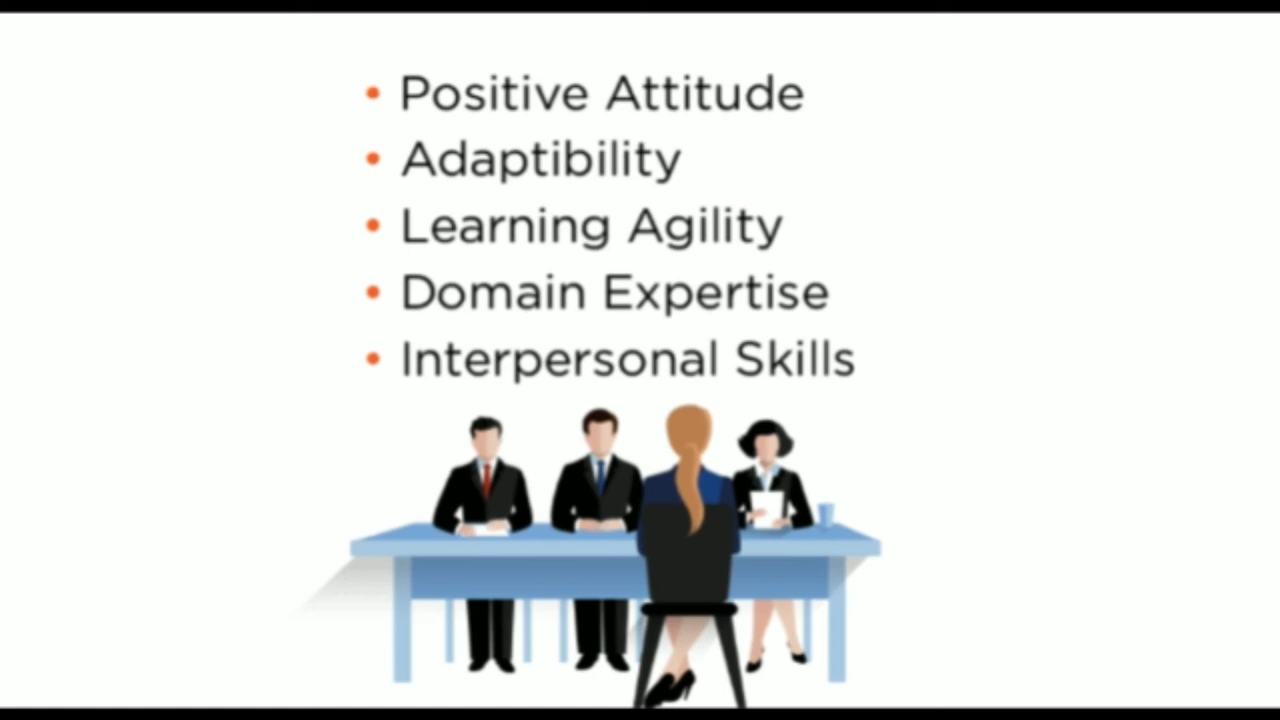 • Positive Attitude
• Adaptibility
• Learning Agility
• Domain Expertise
• Interpersonal Skills